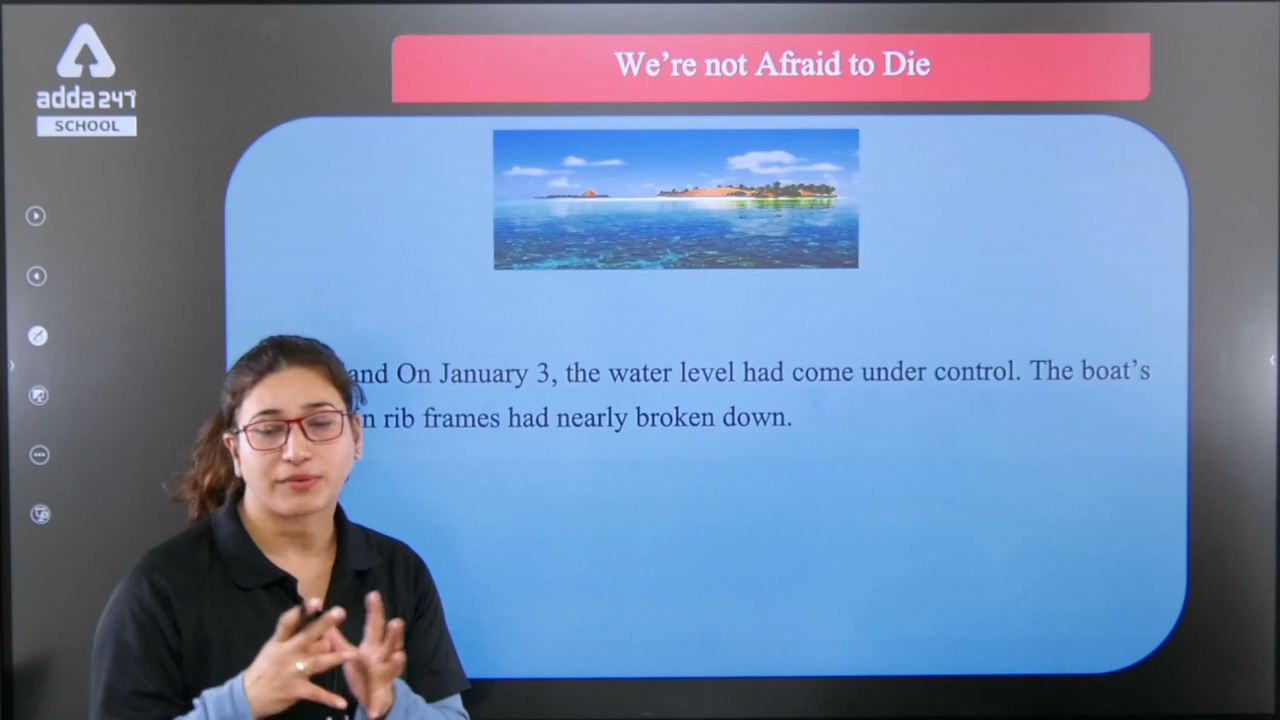 adda247
SCHOOL
We're not Afraid to Die
and On January 3, the water level had come under control. The boat's
rib frames had nearly broken down.